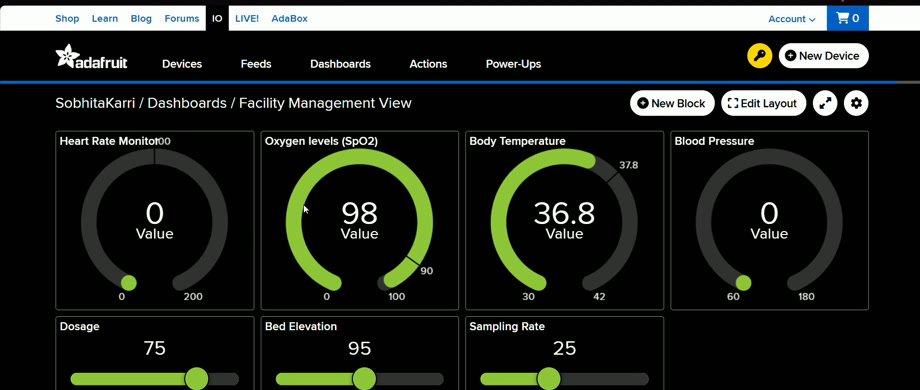 Shop Learn Blog Forums IO LIVE! AdaBox Account 0
adafruit Devices Feeds Dashboards Actions Power-Ups New Device
SobhitaKarri / Dashboards / Facility Management View New Block Edit Layout
Heart Rate Monitor 100 Oxygen levels (SpO2) Body Temperature Blood Pressure
37.8
0 98 36.8 0
Value Value Value Value
90
0 200 0 100 30 42 60 180
Dosage Bed Elevation Sampling Rate
75 95 25